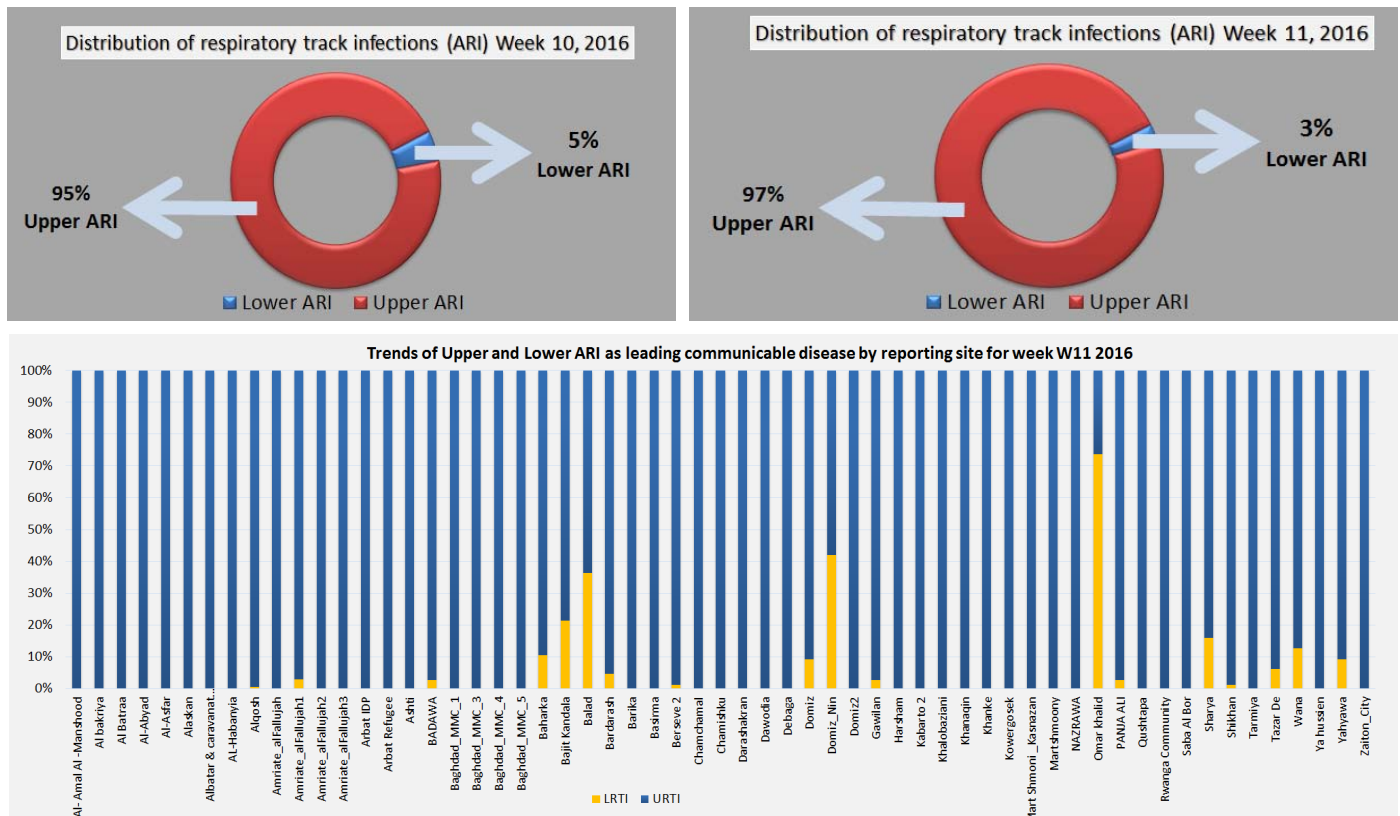 Distribution of respiratory track infections (ARI) Week 10, 2016
5%
Lower ARI
95%
Upper ARI
Lower ARI
Upper ARI
Distribution of respiratory track infections (ARI) Week 11, 2016
3%
Lower ARI
97%
Upper ARI
Lower ARI
Upper ARI
Trends of Upper and Lower ARI as leading communicable disease by reporting site for week W11 2016
100%
90%
80%
70%
60%
50%
40%
30%
20%
10%
0%
Al- Amal Al -Manshood
Al bakriya
Al Batraa
Al-Abyad
Al-Asfar
Alaskan
Albatar & caravanat...
AL-Habanyia
Alqosh
Amriate_alFallujah
Amriate_alFallujah1
Amriate_alFallujah2
Amriate_alFallujah3
Arbat IDP
Arbat Refugee
Ashti
BADAWA
Baghdad_MMC_1
Baghdad_MMC_3
Baghdad_MMC_4
Baghdad_MMC_5
Baharka
Bajit Kandala
Balad
Bardarash
Barika
Basirma
Berseve 2
Chamchamal
Chamishku
Darashakran
Dawodia
Debaga
Domiz
Domiz_Nin
Domiz2
Gawilan
Harsham
Kabarto 2
Khalobaziani
Khanaqin
Khanke
Kowergosek
Mart Shmoni_Kasnazan
Martshmoony
NAZRAWA
Omar khalid
PANJA ALI
Qushtapa
Rwanga Community
Saba Al Bor
Sharya
Shikhan
Tarmiya
Tazar De
Wana
Ya hussien
Yahyawa
Zaiton_City
LRTI
URTI